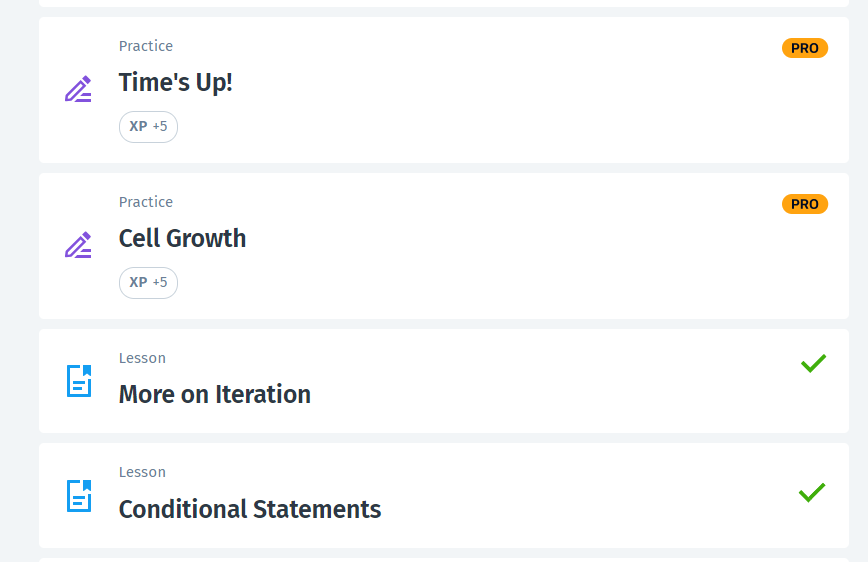 Practice
PRO
Time's Up!
XP +5
Practice
PRO
Cell Growth
XP +5
Lesson
More on Iteration
Lesson
Conditional Statements